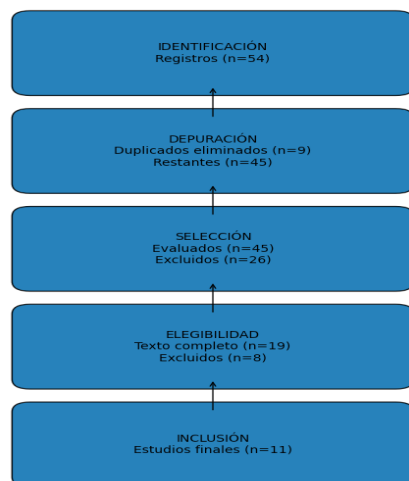 IDENTIFICACIÓN
Registros (n=54)
DEPURACIÓN
Duplicados eliminados (n=9)
Restantes (n=45)
SELECCIÓN
Evaluados (n=45)
Excluidos (n=26)
ELEGIBILIDAD
Texto completo (n=19)
Excluidos (n=8)
INCLUSIÓN
Estudios finales (n=11)